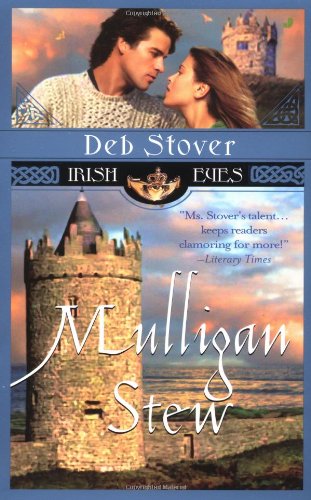 Deb Stover
IRISH EYES
"Ms. Stover's talent...
keeps readers
clamoring for more!"
–Literary Times
Mulligan
Stew